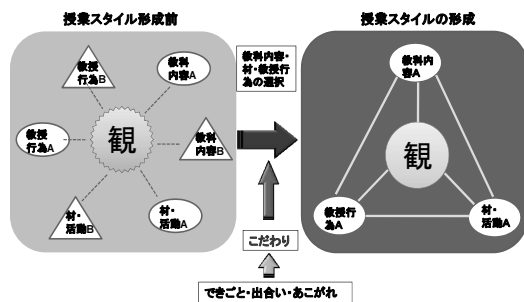 授業スタイル形成前
授業スタイルの形成
教授
行為B
教科
内容A
教授
行為A
観
教科
内容B
材・
活動B
材・
活動A
教科内容・
材・教授行
為の選択
こだわり
できごと・出合い・あこがれ
教科内
容A
観
教授行
為A
材・
活動A